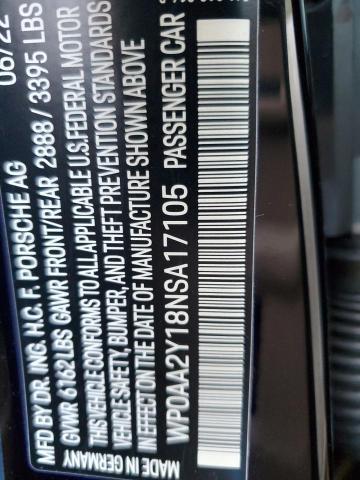 06/22
MFD BY DR. ING. H.C. F. PORSCHE AG
GVWR 6162 LBS GAWR FRONT/REAR 2888 / 3395 LBS
THIS VEHICLE CONFORMS TO ALL APPLICABLE U.S. FEDERAL MOTOR
VEHICLE SAFETY, BUMPER, AND THEFT PREVENTION STANDARDS
IN EFFECT ON THE DATE OF MANUFACTURE SHOWN ABOVE
MADE IN GERMANY
WP0AA2Y18NSA17105 PASSENGER CAR